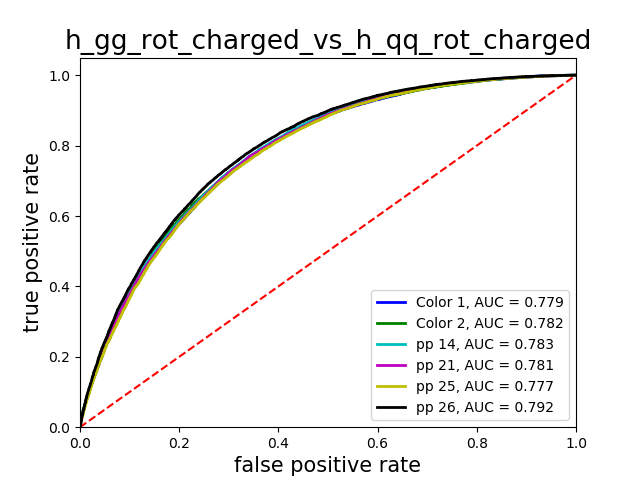 h_gg_rot_charged_vs_h_qq_rot_charged
true positive rate
1.0
0.8
0.6
0.4
0.2
0.0
Color 1, AUC = 0.779
Color 2, AUC = 0.782
pp 14, AUC = 0.783
pp 21, AUC = 0.781
pp 25, AUC = 0.777
pp 26, AUC = 0.792
0.0 0.2 0.4 0.6 0.8 1.0
false positive rate